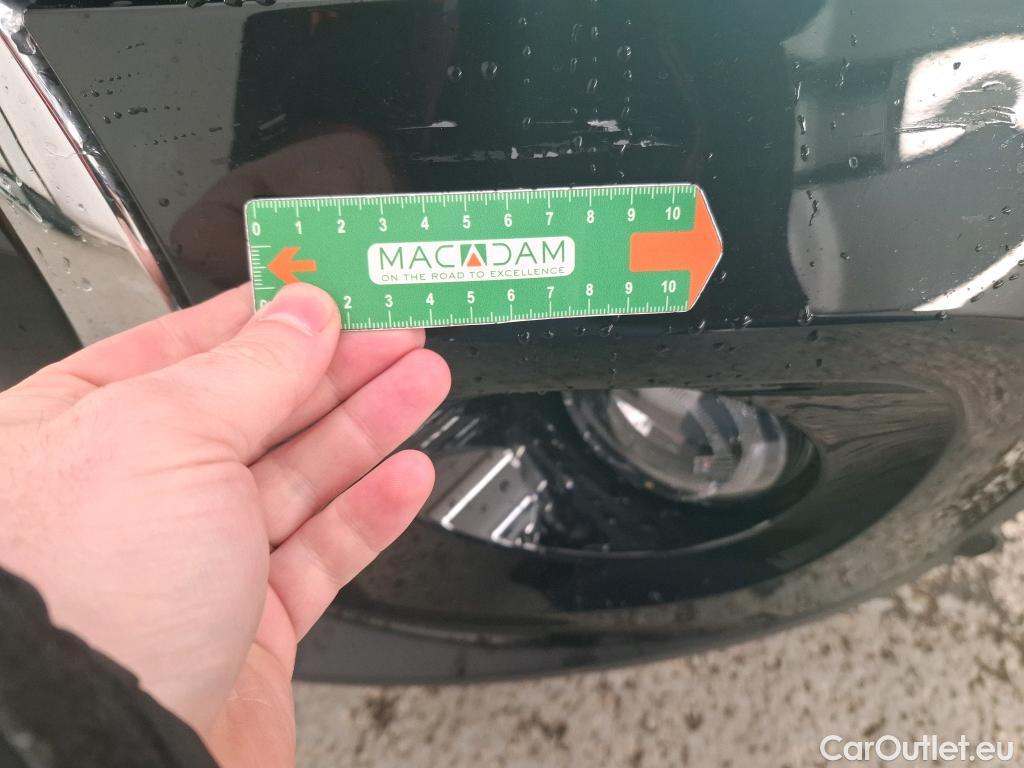 0 1 2 3 4 5 6 7 8 9 10
MACADAM
ON THE ROAD TO EXCELLENCE
2 3 4 5 6 7 8 9 10
CarOutlet.eu